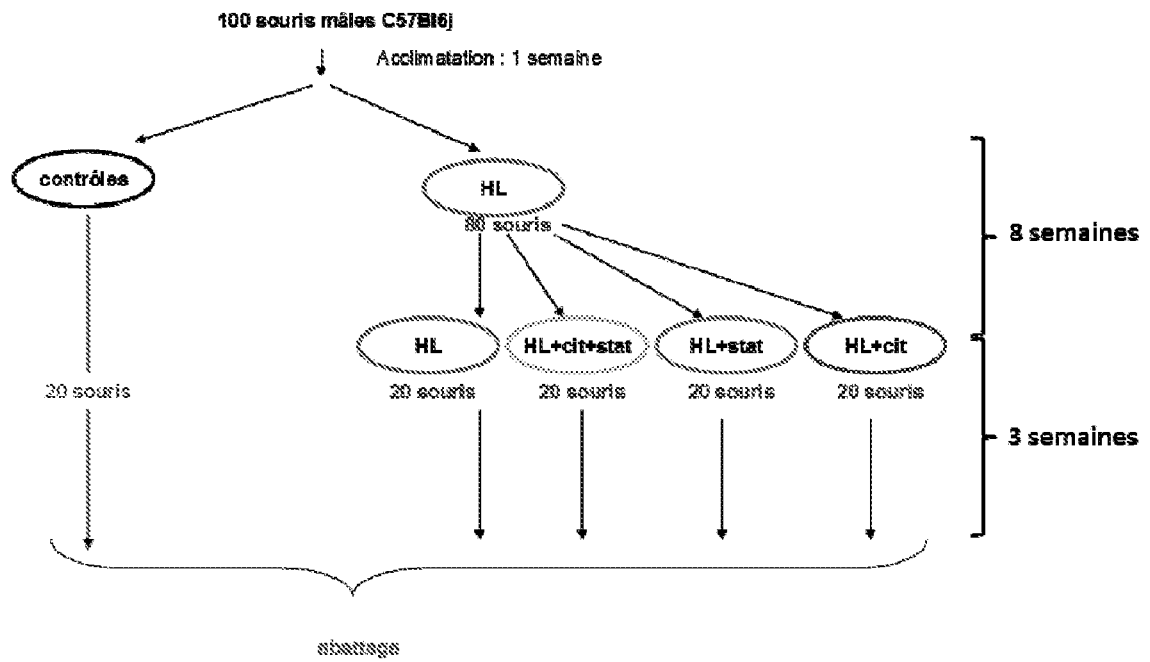 100 souris mâles C57Bl6j
Acclimatation : 1 semaine
contrôles
HL
80 souris
8 semaines
HL
HL+cit+stat
HL+stat
HL+cit
20 souris
20 souris
20 souris
20 souris
20 souris
3 semaines
abattage